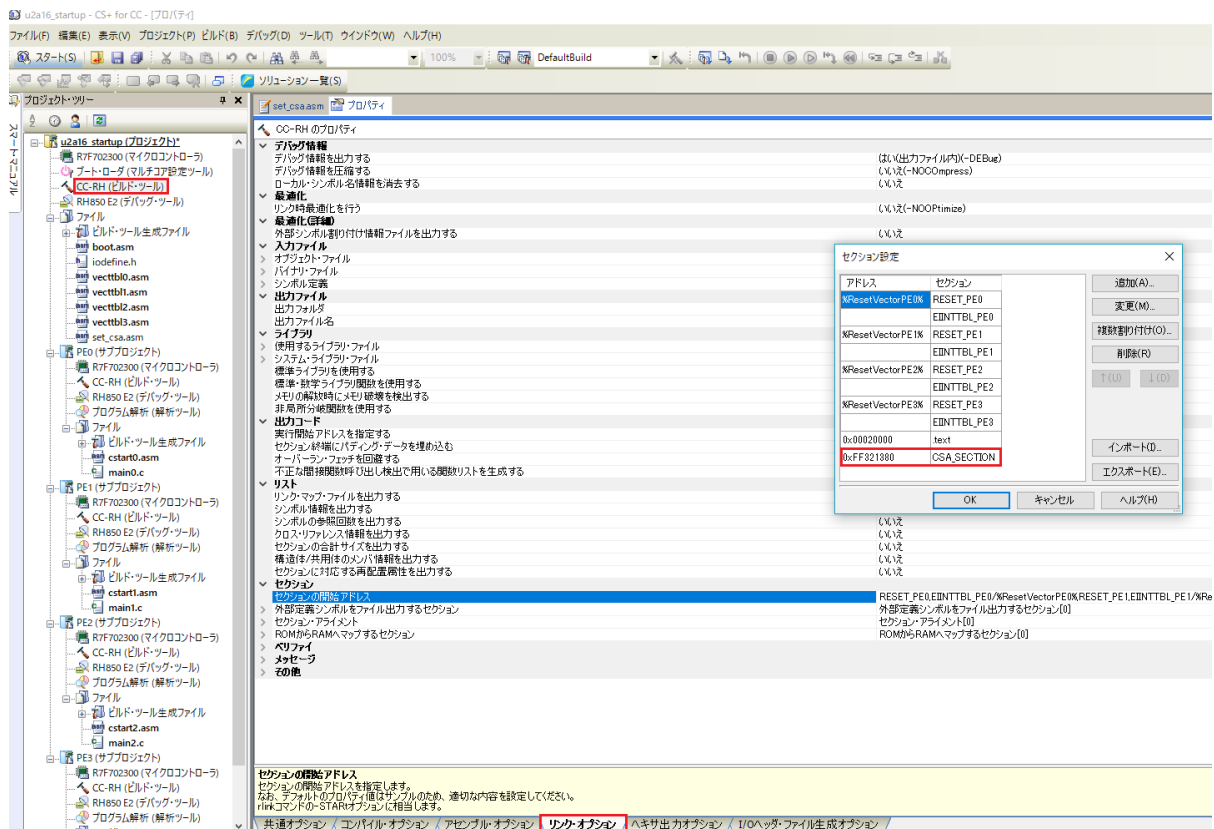 u2a16_startup - CS+ for CC - [プロパティ]
ファイル(F) 編集(E) 表示(V) プロジェクト(P) ビルド(B) デバッグ(D) ツール(T) ウインドウ(W) ヘルプ(H)
スタート(S) 100% DefaultBuild
ソリューション一覧(S)
スマート・マニュアル
プロジェクト・ツリー
u2a16_startup (プロジェクト)*
R7F702300 (マイクロコントローラ)
ブート・ローダ (マルチコア設定ツール)
CC-RH (ビルド・ツール)
RH850 E2 (デバッグ・ツール)
ファイル
ビルド・ツール生成ファイル
boot.asm
iodefine.h
vecttbl0.asm
vecttbl1.asm
vecttbl2.asm
vecttbl3.asm
set_csa.asm
PE0 (サブプロジェクト)
R7F702300 (マイクロコントローラ)
CC-RH (ビルド・ツール)
RH850 E2 (デバッグ・ツール)
プログラム解析 (解析ツール)
ファイル
ビルド・ツール生成ファイル
cstart0.asm
main0.c
PE1 (サブプロジェクト)
R7F702300 (マイクロコントローラ)
CC-RH (ビルド・ツール)
RH850 E2 (デバッグ・ツール)
プログラム解析 (解析ツール)
ファイル
ビルド・ツール生成ファイル
cstart1.asm
main1.c
PE2 (サブプロジェクト)
R7F702300 (マイクロコントローラ)
CC-RH (ビルド・ツール)
RH850 E2 (デバッグ・ツール)
プログラム解析 (解析ツール)
ファイル
ビルド・ツール生成ファイル
cstart2.asm
main2.c
PE3 (サブプロジェクト)
R7F702300 (マイクロコントローラ)
CC-RH (ビルド・ツール)
RH850 E2 (デバッグ・ツール)
プログラム解析 (解析ツール)
set_csa.asm プロパティ
CC-RH のプロパティ
デバッグ情報
デバッグ情報を出力する はい(出力ファイル内)(-DEBug)
デバッグ情報を圧縮する いいえ(-NOCOmpress)
ローカル・シンボル名情報を消去する いいえ
最適化
リンク時最適化を行う いいえ(-NOOPtimize)
最適化(詳細)
外部シンボル割り付け情報ファイルを出力する いいえ
入力ファイル
オブジェクト・ファイル
バイナリ・ファイル
シンボル定義
出力ファイル
出力フォルダ
出力ファイル名
ライブラリ
使用するライブラリ・ファイル
システム・ライブラリ・ファイル
標準ライブラリを使用する
標準・数学ライブラリ関数を使用する
メモリの解放時にメモリ破壊を検出する
非局所分岐関数を使用する
出力コード
実行開始アドレスを指定する
セクション終端にパディング・データを埋め込む
オーバーラン・フェッチを回避する
不正な間接関数呼び出し検出で用いる関数リストを生成する
リスト
リンク・マップ・ファイルを出力する
シンボル情報を出力する
シンボルの参照回数を出力する いいえ
クロス・リファレンス情報を出力する いいえ
セクションの合計サイズを出力する いいえ
構造体/共用体のメンバ情報を出力する いいえ
セクションに対応する再配置属性を出力する いいえ
セクション
セクションの開始アドレス RESET_PE0,EIINTTBL_PE0/%ResetVectorPE0%,RESET_PE1,EIINTTBL_PE1/%Re
外部定義シンボルをファイル出力するセクション 外部定義シンボルをファイル出力するセクション[0]
セクション・アライメント セクション・アライメント[0]
ROMからRAMへマップするセクション ROMからRAMへマップするセクション[0]
ベリファイ
メッセージ
その他
セクション設定
アドレス セクション
%ResetVectorPE0% RESET_PE0
EIINTTBL_PE0
%ResetVectorPE1% RESET_PE1
EIINTTBL_PE1
%ResetVectorPE2% RESET_PE2
EIINTTBL_PE2
%ResetVectorPE3% RESET_PE3
EIINTTBL_PE3
0x00020000 .text
0xFF321380 CSA_SECTION
追加(A)...
変更(M)...
複数割り付け(O)...
削除(R)
↑(U) ↓(D)
インポート(I)...
エクスポート(E)...
OK キャンセル ヘルプ(H)
セクションの開始アドレス
セクションの開始アドレスを指定します。
なお、デフォルトのプロパティ値はサンプルのため、適切な内容を設定してください。
rlinkコマンドの-STARtオプションに相当します。
共通オプション コンパイル・オプション アセンブル・オプション リンク・オプション ヘキサ出力オプション I/Oヘッダ・ファイル生成オプション